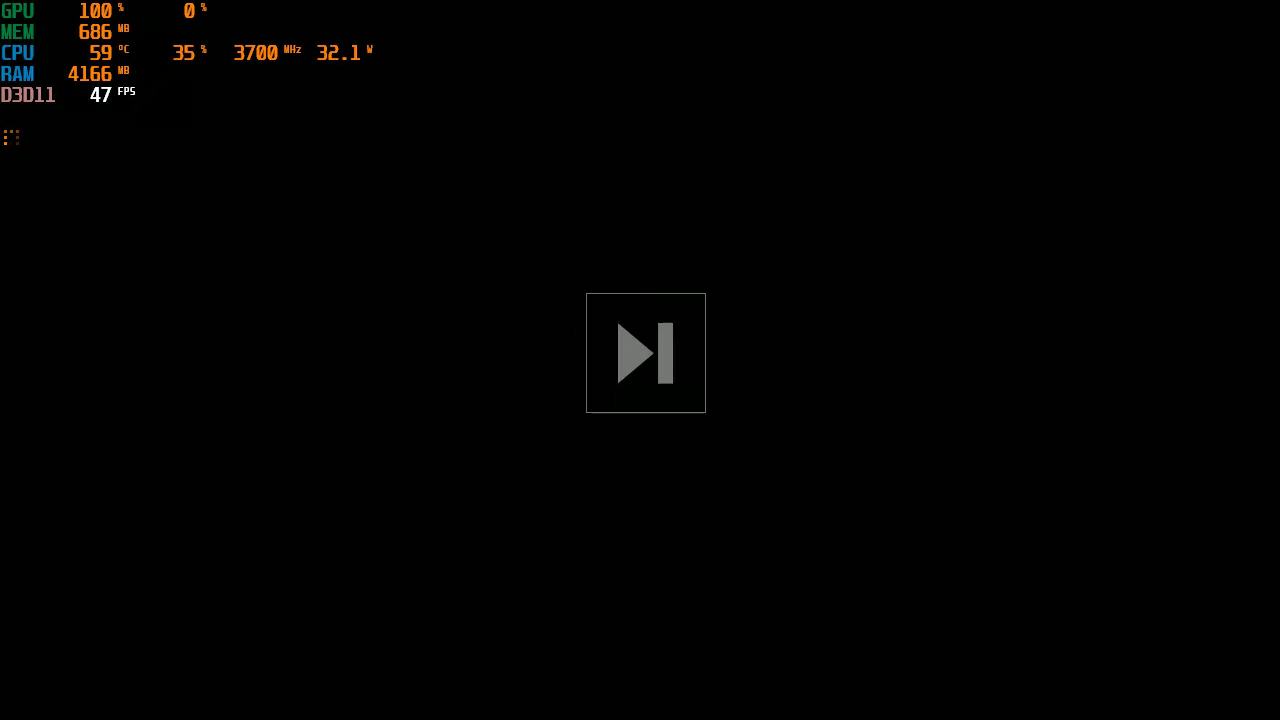 GPU 100 % 0 %
MEM 686 MB
CPU 59 °C 35 % 3700 MHz 32.1 W
RAM 4166 MB
D3D11 47 FPS